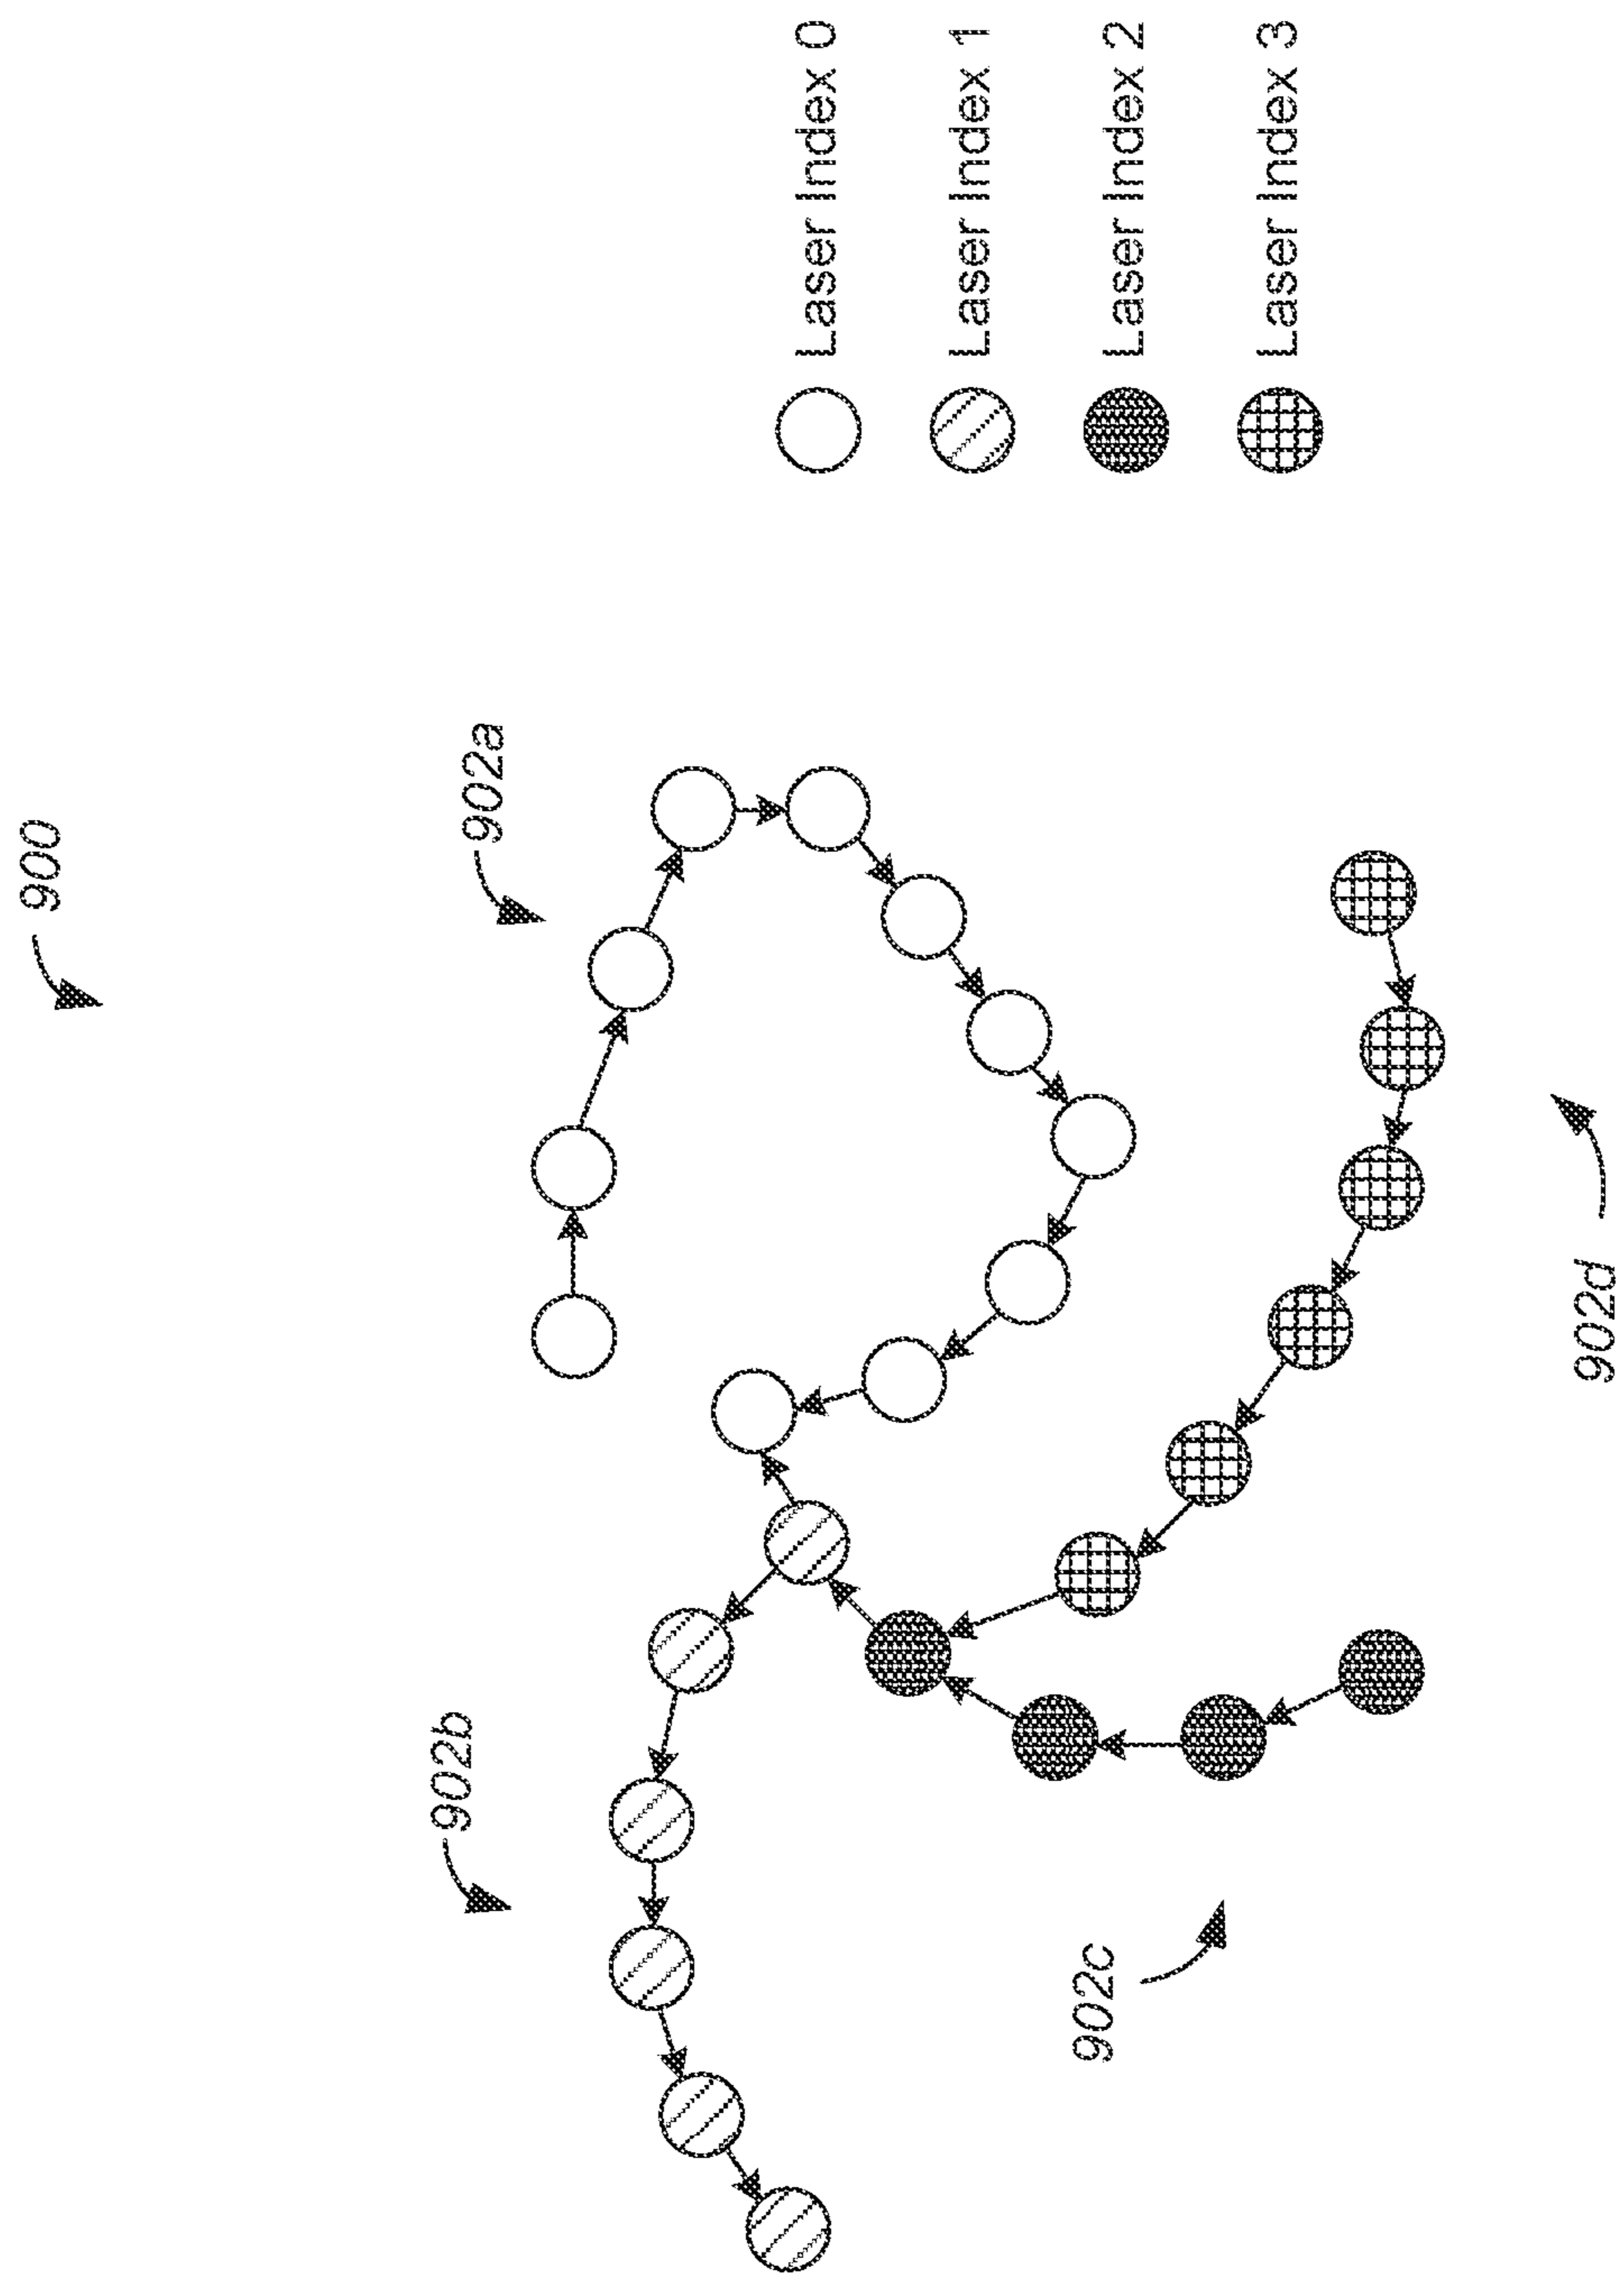 900
902a
902b
902c
902d
Laser Index 0
Laser Index 1
Laser Index 2
Laser Index 3